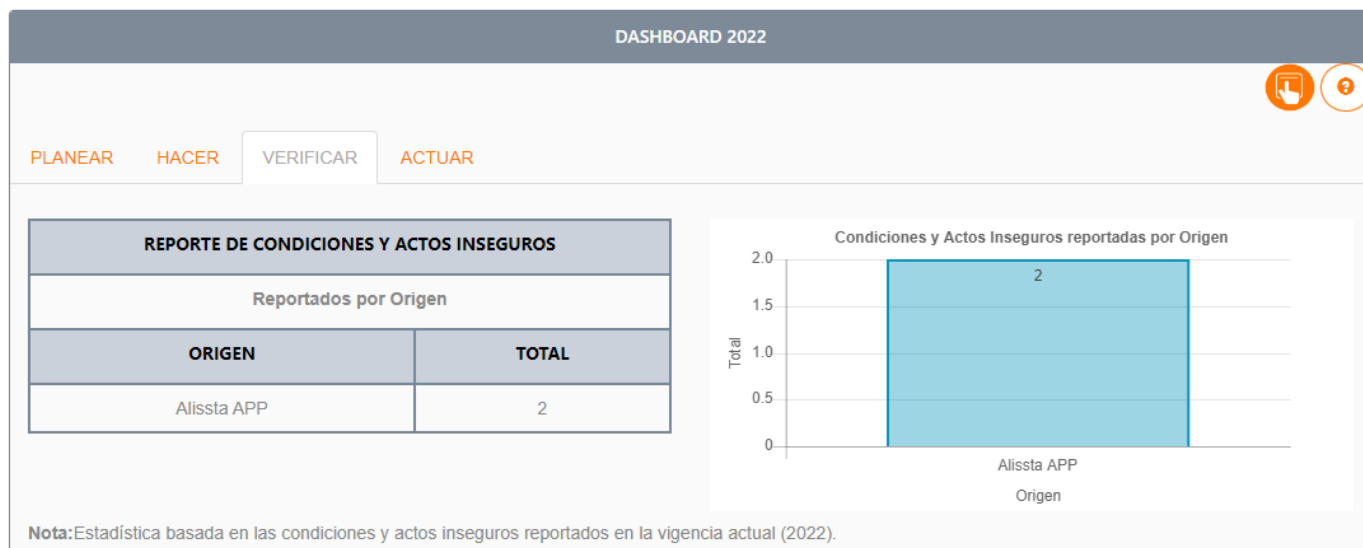 DASHBOARD 2022
PLANEAR HACER VERIFICAR ACTUAR
REPORTE DE CONDICIONES Y ACTOS INSEGUROS
Reportados por Origen
ORIGEN TOTAL
Alissta APP 2
Condiciones y Actos Inseguros reportadas por Origen
2.0
2
1.5
Total
1.0
0.5
0
Alissta APP
Origen
Nota:Estadística basada en las condiciones y actos inseguros reportados en la vigencia actual (2022).